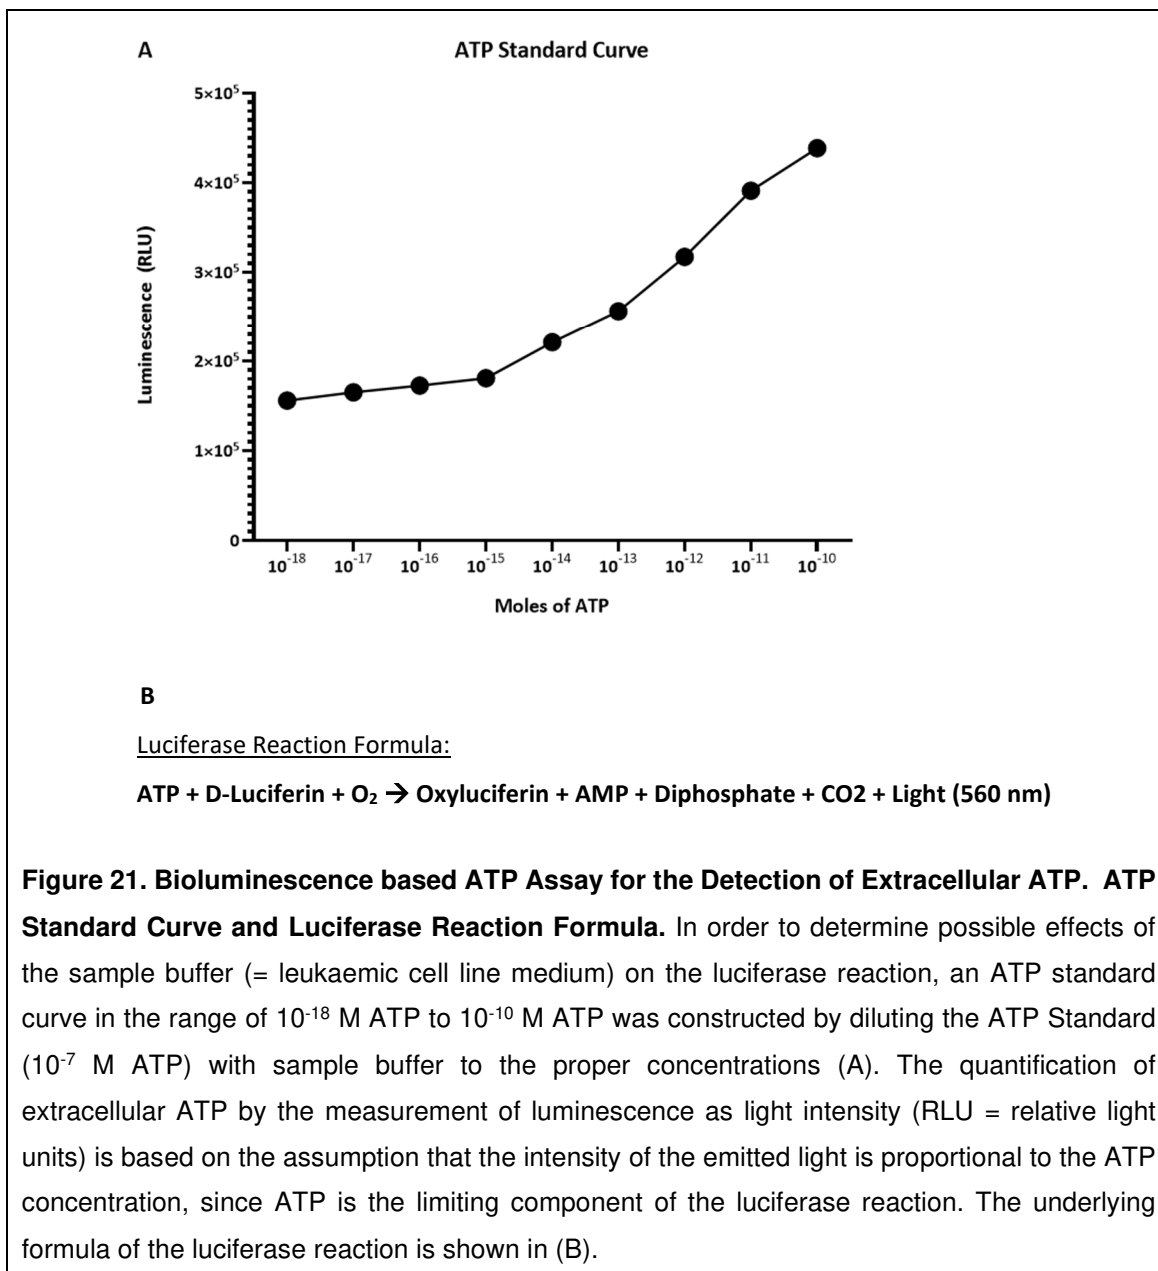 A
ATP Standard Curve
5×10⁵
4×10⁵
3×10⁵
2×10⁵
1×10⁵
0
Luminescence (RLU)
10⁻¹⁸ 10⁻¹⁷ 10⁻¹⁶ 10⁻¹⁵ 10⁻¹⁴ 10⁻¹³ 10⁻¹² 10⁻¹¹ 10⁻¹⁰
Moles of ATP
B
Luciferase Reaction Formula:
ATP + D-Luciferin + O₂ → Oxyluciferin + AMP + Diphosphate + CO2 + Light (560 nm)
Figure 21. Bioluminescence based ATP Assay for the Detection of Extracellular ATP. ATP
Standard Curve and Luciferase Reaction Formula. In order to determine possible effects of
the sample buffer (= leukaemic cell line medium) on the luciferase reaction, an ATP standard
curve in the range of 10⁻¹⁸ M ATP to 10⁻¹⁰ M ATP was constructed by diluting the ATP Standard
(10⁻⁷ M ATP) with sample buffer to the proper concentrations (A). The quantification of
extracellular ATP by the measurement of luminescence as light intensity (RLU = relative light
units) is based on the assumption that the intensity of the emitted light is proportional to the ATP
concentration, since ATP is the limiting component of the luciferase reaction. The underlying
formula of the luciferase reaction is shown in (B).